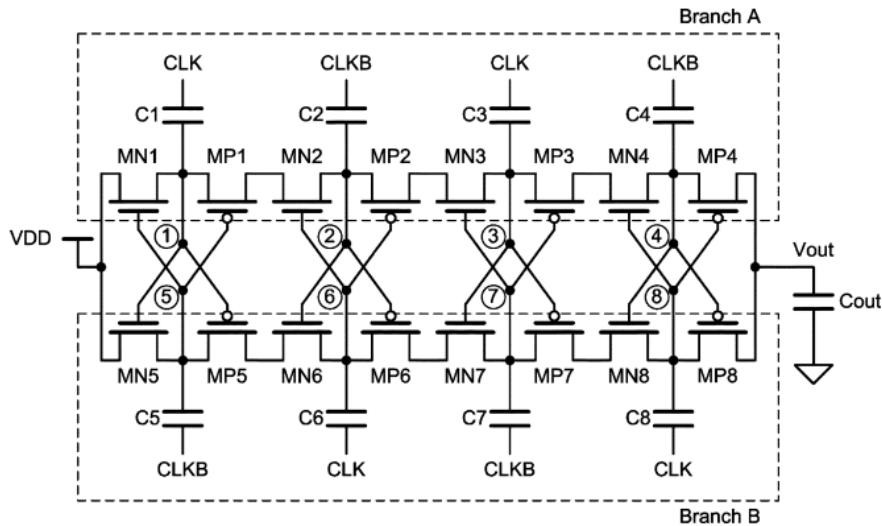 Branch A
CLK CLKB CLK CLKB
C1 C2 C3 C4
MN1 MP1 MN2 MP2 MN3 MP3 MN4 MP4
VDD ① ② ③ ④ Vout
⑤ ⑥ ⑦ ⑧ Cout
MN5 MP5 MN6 MP6 MN7 MP7 MN8 MP8
C5 C6 C7 C8
CLKB CLK CLKB CLK
Branch B